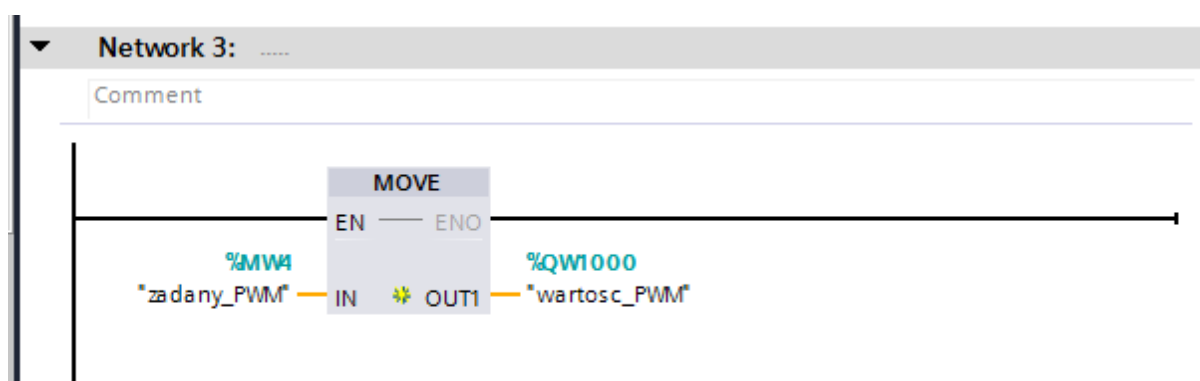 Network 3: .....
Comment
MOVE
EN ENO
%MW4 %QW1000
"zadany_PWM" IN OUT1 "wartosc_PWM"